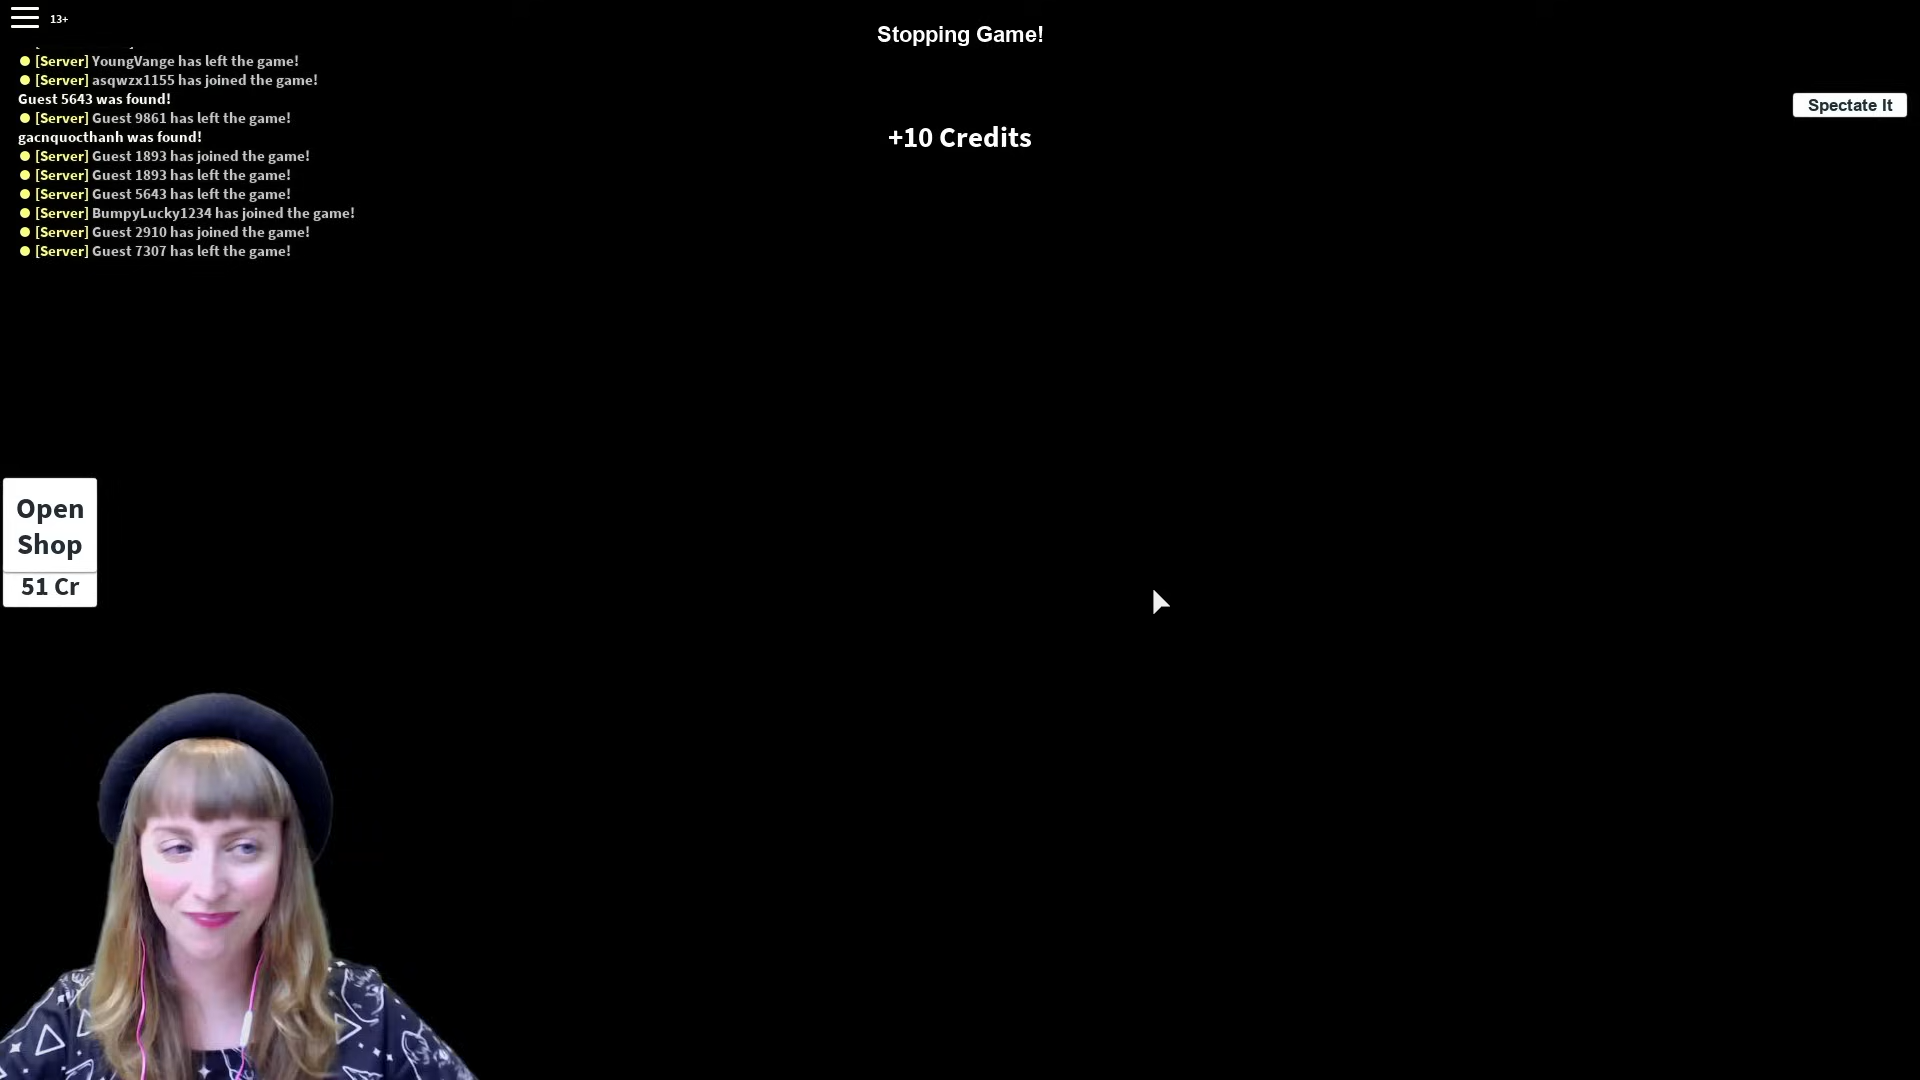 13+
Stopping Game!
[Server] YoungVange has left the game!
[Server] asqwzx1155 has joined the game!
Guest 5643 was found!
[Server] Guest 9861 has left the game!
gacnquocthanh was found!
[Server] Guest 1893 has joined the game!
[Server] Guest 1893 has left the game!
[Server] Guest 5643 has left the game!
[Server] BumpyLucky1234 has joined the game!
[Server] Guest 2910 has joined the game!
[Server] Guest 7307 has left the game!
Spectate It
+10 Credits
Open
Shop
51 Cr